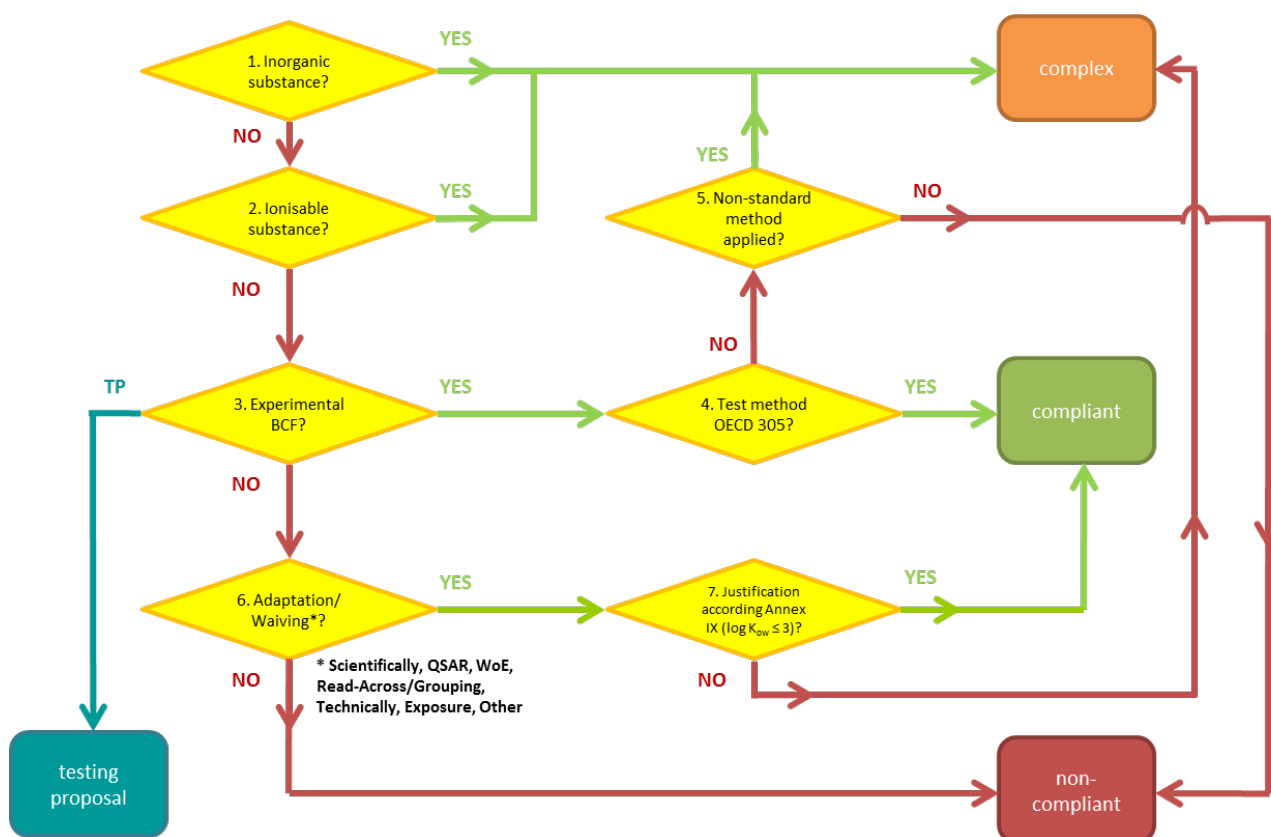 YES
1. Inorganic
substance?
complex
NO
YES
2. Ionisable
substance?
YES
5. Non-standard
method
applied?
NO
NO
NO
TP
3. Experimental
BCF?
YES
4. Test method
OECD 305?
YES
compliant
NO
6. Adaptation/
Waiving*?
YES
7. Justification
according Annex
IX (log Kow ≤ 3)?
YES
NO
* Scientifically, QSAR, WoE,
Read-Across/Grouping,
Technically, Exposure, Other
NO
testing
proposal
non-
compliant